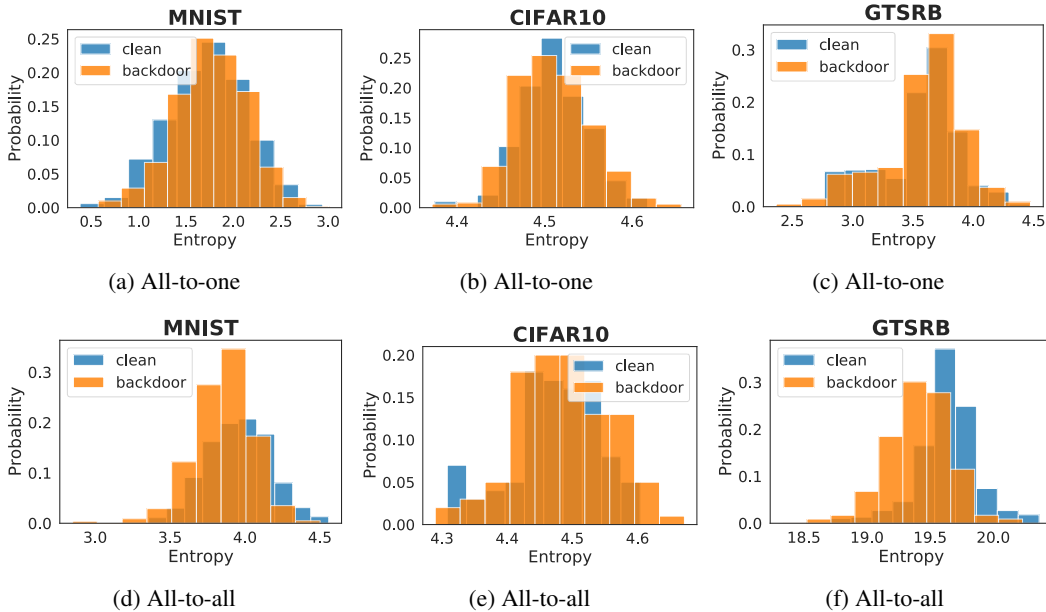 MNIST
clean
backdoor
Probability
0.25
0.20
0.15
0.10
0.05
0.00
0.5 1.0 1.5 2.0 2.5 3.0
Entropy
(a) All-to-one
CIFAR10
clean
backdoor
Probability
0.25
0.20
0.15
0.10
0.05
0.00
4.4 4.5 4.6
Entropy
(b) All-to-one
GTSRB
clean
backdoor
Probability
0.3
0.2
0.1
0.0
2.5 3.0 3.5 4.0 4.5
Entropy
(c) All-to-one
MNIST
clean
backdoor
Probability
0.3
0.2
0.1
0.0
3.0 3.5 4.0 4.5
Entropy
(d) All-to-all
CIFAR10
clean
backdoor
Probability
0.20
0.15
0.10
0.05
0.00
4.3 4.4 4.5 4.6
Entropy
(e) All-to-all
GTSRB
clean
backdoor
Probability
0.3
0.2
0.1
0.0
18.5 19.0 19.5 20.0
Entropy
(f) All-to-all